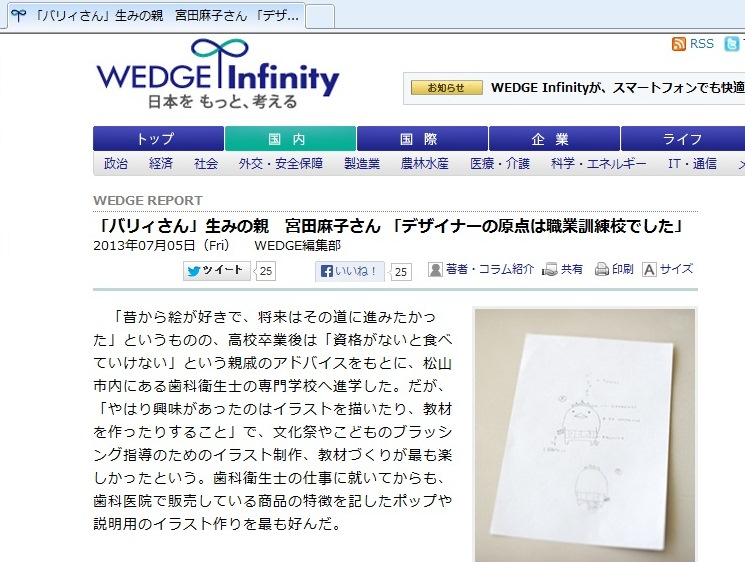 「バリィさん」生みの親　宮田麻子さん 「デザ...
RSS
WEDGE Infinity
日本を もっと、考える
お知らせ WEDGE Infinityが、スマートフォンでも快適
トップ 国 内 国 際 企 業 ライフ
政治 経済 社会 外交・安全保障 製造業 農林水産 医療・介護 科学・エネルギー IT・通信
WEDGE REPORT
「バリィさん」生みの親　宮田麻子さん 「デザイナーの原点は職業訓練校でした」
2013年07月05日（Fri）　WEDGE編集部
ツイート 25 いいね！ 25 著者・コラム紹介 共有 印刷 サイズ
「昔から絵が好きで、将来はその道に進みたかっ
た」というものの、高校卒業後は「資格がないと食べ
ていけない」という親戚のアドバイスをもとに、松山
市内にある歯科衛生士の専門学校へ進学した。だが、
「やはり興味があったのはイラストを描いたり、教材
を作ったりすること」で、文化祭やこどものブラッシ
ング指導のためのイラスト制作、教材づくりが最も楽
しかったという。歯科衛生士の仕事に就いてからも、
歯科医院で販売している商品の特徴を記したポップや
説明用のイラスト作りを最も好んだ。